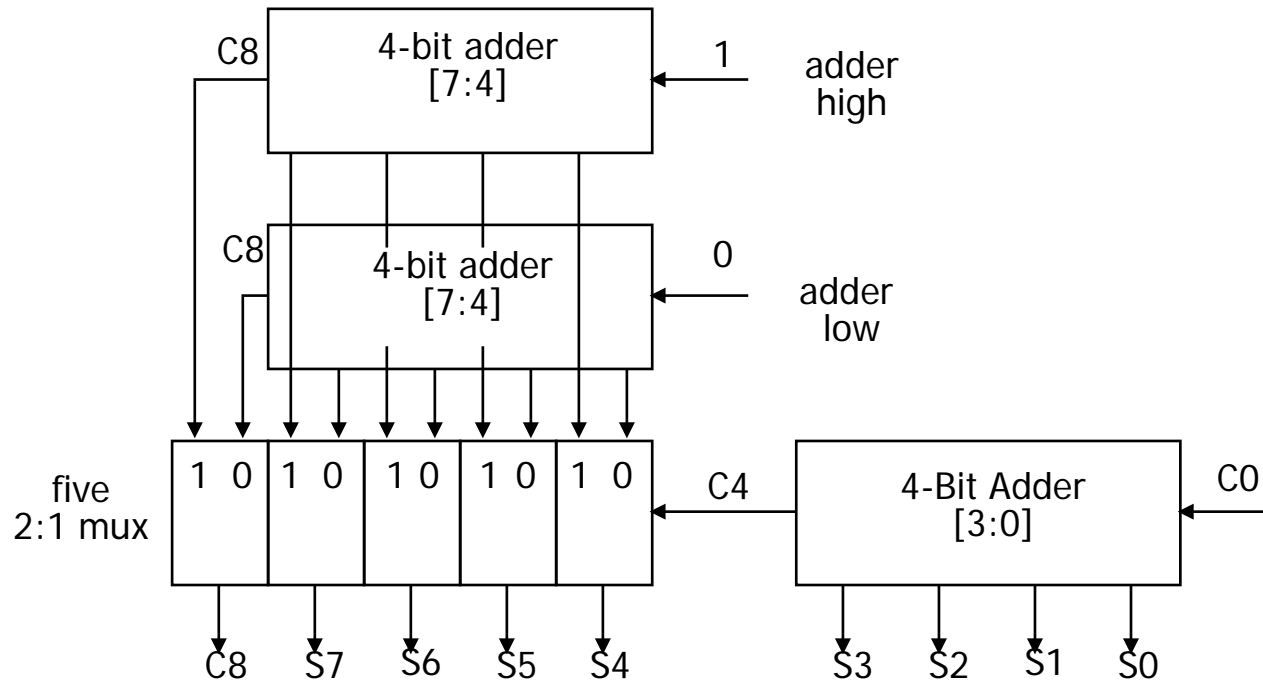 C8
4-bit adder
[7:4]
1
adder
high
C8
4-bit adder
[7:4]
0
adder
low
five
2:1 mux
1 0 1 0 1 0 1 0 1 0
C4
4-Bit Adder
[3:0]
C0
C8 S7 S6 S5 S4 S3 S2 S1 S0